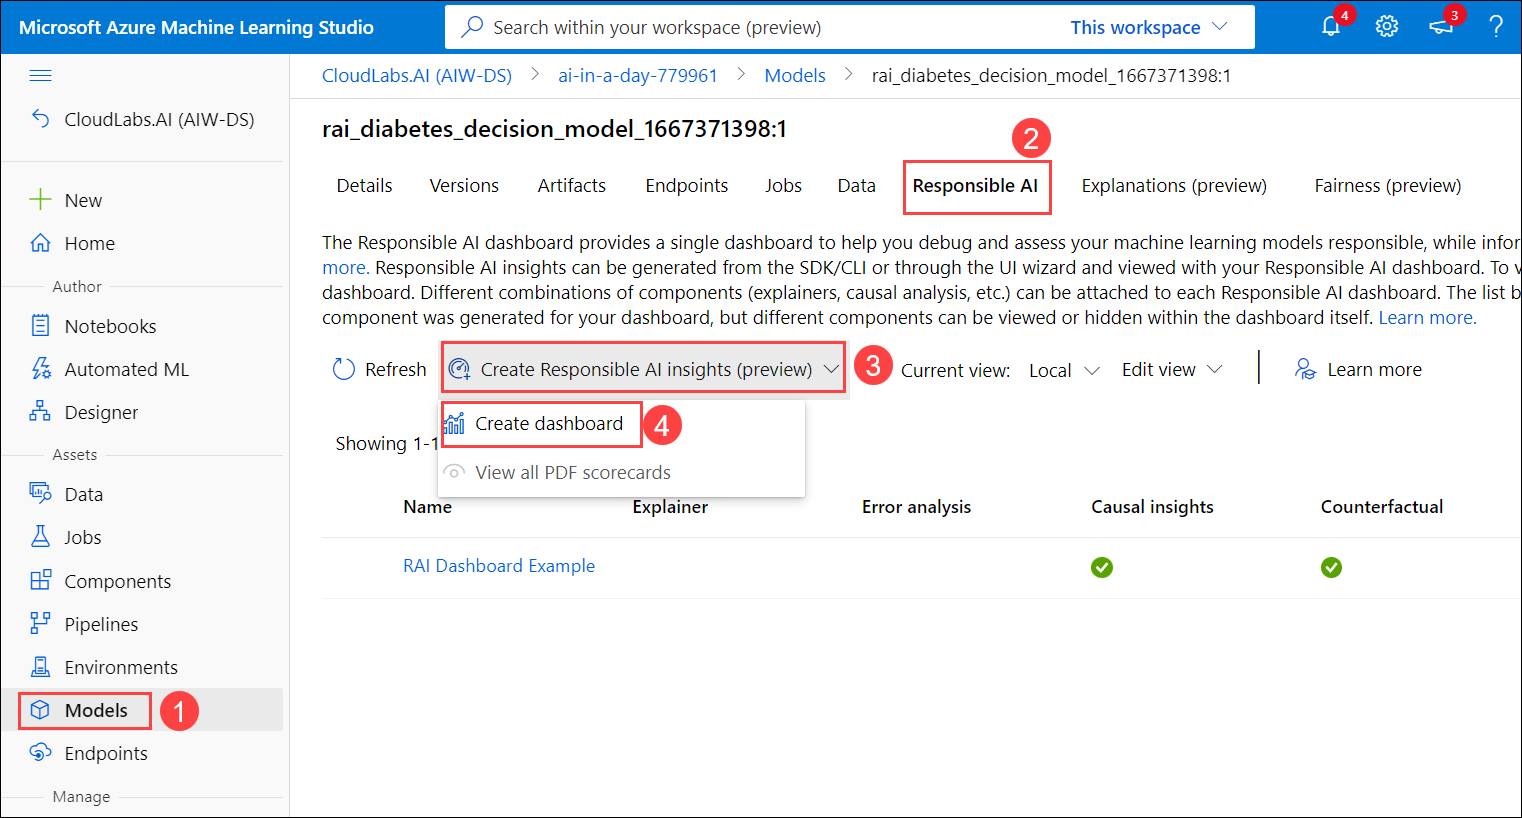 Microsoft Azure Machine Learning Studio
Search within your workspace (preview)
This workspace
4
3
?
CloudLabs.AI (AIW-DS) > ai-in-a-day-779961 > Models > rai_diabetes_decision_model_1667371398:1
CloudLabs.AI (AIW-DS)
New
Home
Author
Notebooks
Automated ML
Designer
Assets
Data
Jobs
Components
Pipelines
Environments
Models
1
Endpoints
Manage
rai_diabetes_decision_model_1667371398:1
2
Details Versions Artifacts Endpoints Jobs Data Responsible AI Explanations (preview) Fairness (preview)
The Responsible AI dashboard provides a single dashboard to help you debug and assess your machine learning models responsible, while infor
more. Responsible AI insights can be generated from the SDK/CLI or through the UI wizard and viewed with your Responsible AI dashboard. To v
dashboard. Different combinations of components (explainers, causal analysis, etc.) can be attached to each Responsible AI dashboard. The list b
component was generated for your dashboard, but different components can be viewed or hidden within the dashboard itself. Learn more.
Refresh Create Responsible AI insights (preview) 3 Current view: Local Edit view Learn more
Create dashboard 4
Showing 1-1
View all PDF scorecards
Name Explainer Error analysis Causal insights Counterfactual
RAI Dashboard Example